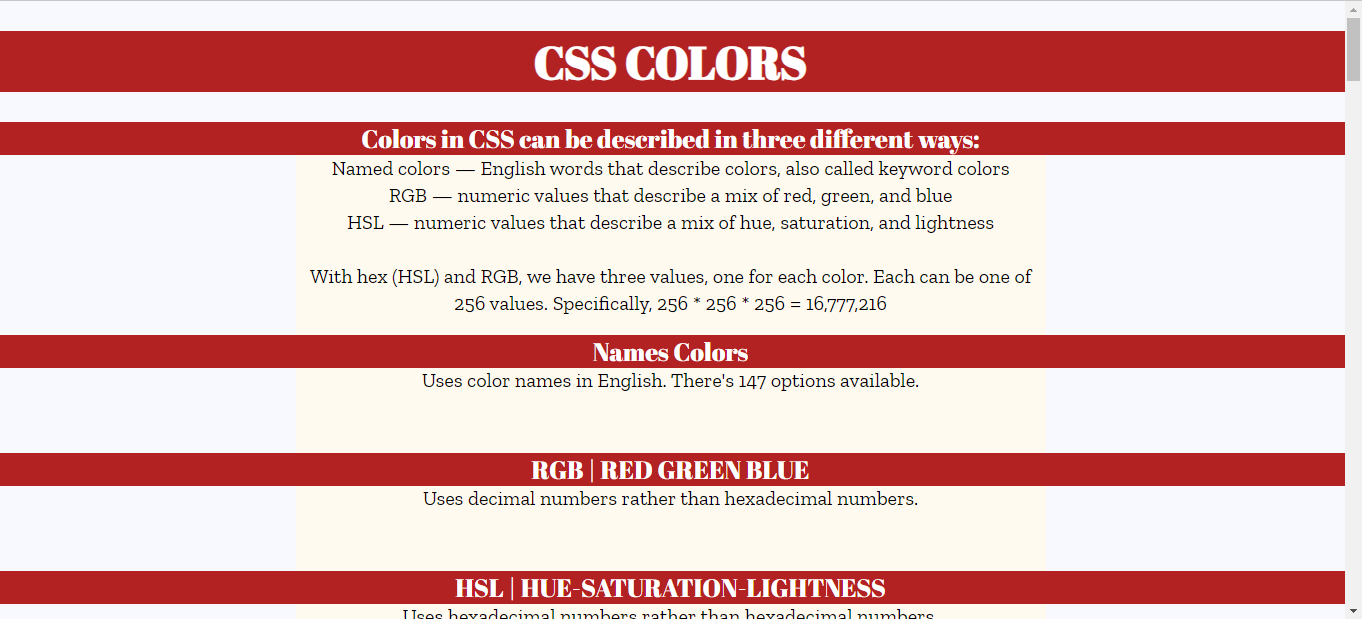 CSS COLORS
Colors in CSS can be described in three different ways:
Named colors — English words that describe colors, also called keyword colors
RGB — numeric values that describe a mix of red, green, and blue
HSL — numeric values that describe a mix of hue, saturation, and lightness
With hex (HSL) and RGB, we have three values, one for each color. Each can be one of
256 values. Specifically, 256 * 256 * 256 = 16,777,216
Names Colors
Uses color names in English. There's 147 options available.
RGB | RED GREEN BLUE
Uses decimal numbers rather than hexadecimal numbers.
HSL | HUE-SATURATION-LIGHTNESS
Uses hexadecimal numbers rather than hexadecimal numbers.